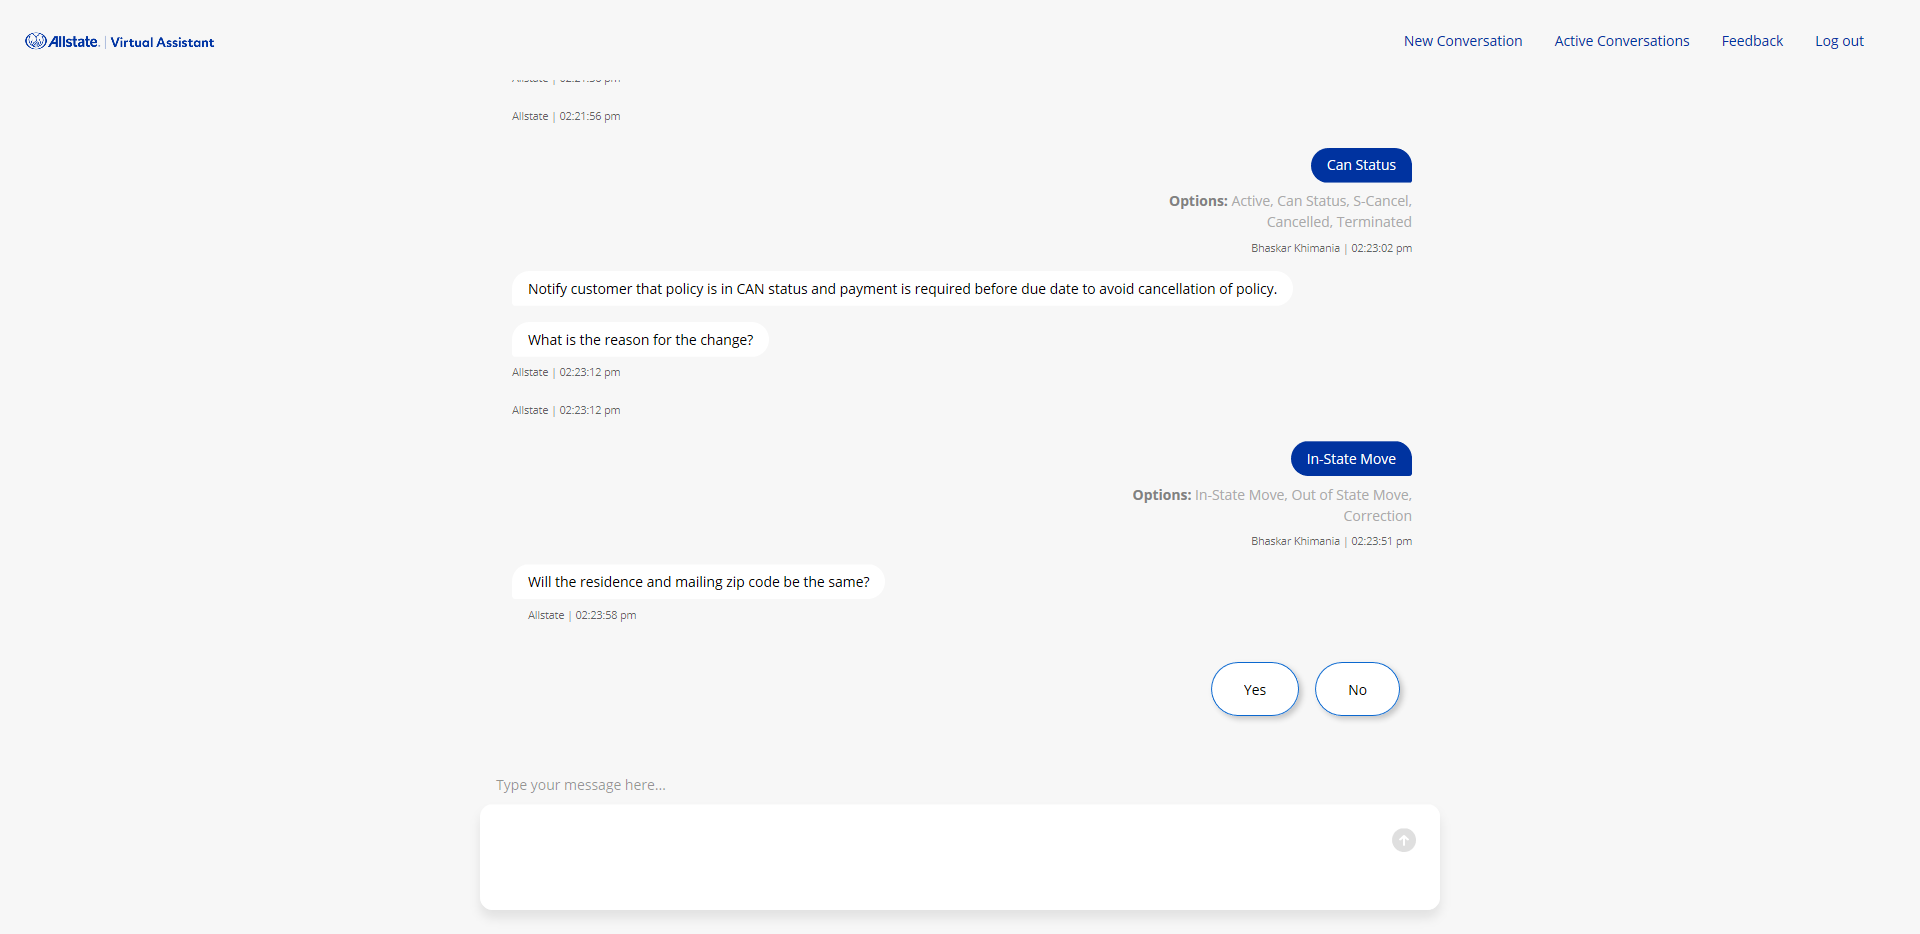 Allstate. | Virtual Assistant
New Conversation
Active Conversations
Feedback
Log out
Allstate | 02:21:56 pm
Can Status
Options: Active, Can Status, S-Cancel,
Cancelled, Terminated
Bhaskar Khimania | 02:23:02 pm
Notify customer that policy is in CAN status and payment is required before due date to avoid cancellation of policy.
What is the reason for the change?
Allstate | 02:23:12 pm
Allstate | 02:23:12 pm
In-State Move
Options: In-State Move, Out of State Move,
Correction
Bhaskar Khimania | 02:23:51 pm
Will the residence and mailing zip code be the same?
Allstate | 02:23:58 pm
Yes
No
Type your message here...